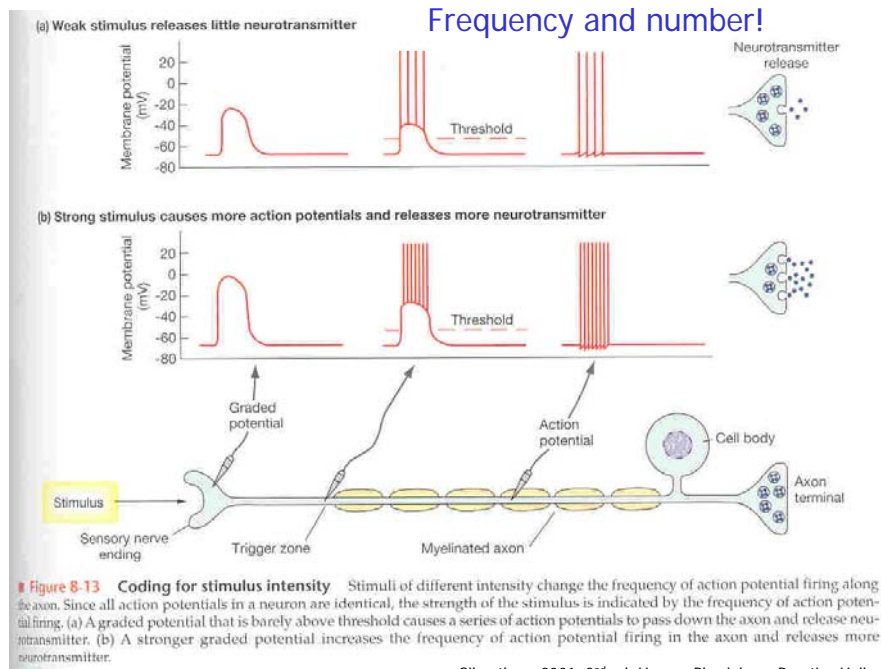 Frequency and number!
(a) Weak stimulus releases little neurotransmitter
Neurotransmitter
release
Membrane potential
(mV)
20
0
-20
-40
-60
-80
Threshold
(b) Strong stimulus causes more action potentials and releases more neurotransmitter
Membrane potential
(mV)
20
0
-20
-40
-60
-80
Threshold
Graded
potential
Action
potential
Cell body
Stimulus
Axon
terminal
Sensory nerve
ending
Trigger zone
Myelinated axon
Figure 8-13 Coding for stimulus intensity Stimuli of different intensity change the frequency of action potential firing along
the axon. Since all action potentials in a neuron are identical, the strength of the stimulus is indicated by the frequency of action poten-
tial firing. (a) A graded potential that is barely above threshold causes a series of action potentials to pass down the axon and release neu-
rotransmitter. (b) A stronger graded potential increases the frequency of action potential firing in the axon and releases more
neurotransmitter.